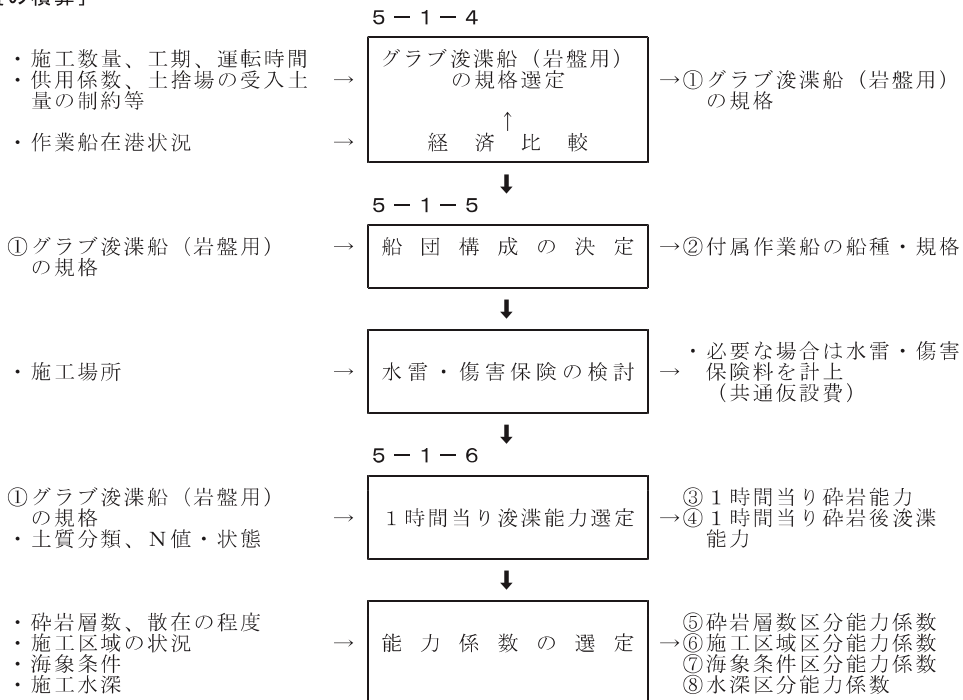 の積算」
5-1-4
・施工数量、工期、運転時間
・供用係数、土捨場の受入土
量の制約等
・作業船在港状況
→
→
グラブ浚渫船（岩盤用）
の規格選定
↑
経済比較
→①グラブ浚渫船（岩盤用）
の規格
⬇
5-1-5
①グラブ浚渫船（岩盤用）
の規格
→
船団構成の決定
→②付属作業船の船種・規格
⬇
・施工場所
→
水雷・傷害保険の検討
→
・必要な場合は水雷・傷害
保険料を計上
（共通仮設費）
⬇
5-1-6
①グラブ浚渫船（岩盤用）
の規格
・土質分類、N値・状態
→
1時間当り浚渫能力選定
③1時間当り砕岩能力
→④1時間当り砕岩後浚渫
能力
⬇
・砕岩層数、散在の程度
・施工区域の状況
・海象条件
・施工水深
→
能力係数の選定
⑤砕岩層数区分能力係数
→⑥施工区域区分能力係数
⑦海象条件区分能力係数
⑧水深区分能力係数